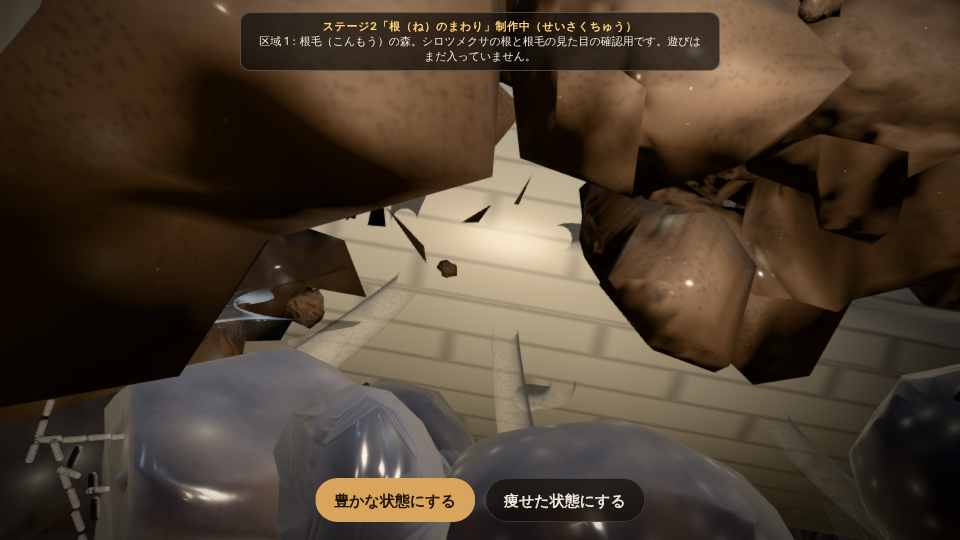 ステージ2「根（ね）のまわり」制作中（せいさくちゅう）
区域1：根毛（こんもう）の森。シロツメクサの根と根毛の見た目の確認用です。遊びは
まだ入っていません。
豊かな状態にする
痩せた状態にする